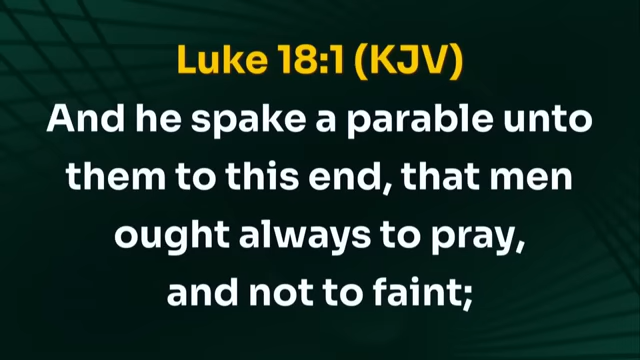 Luke 18:1 (KJV)
And he spake a parable unto
them to this end, that men
ought always to pray,
and not to faint;